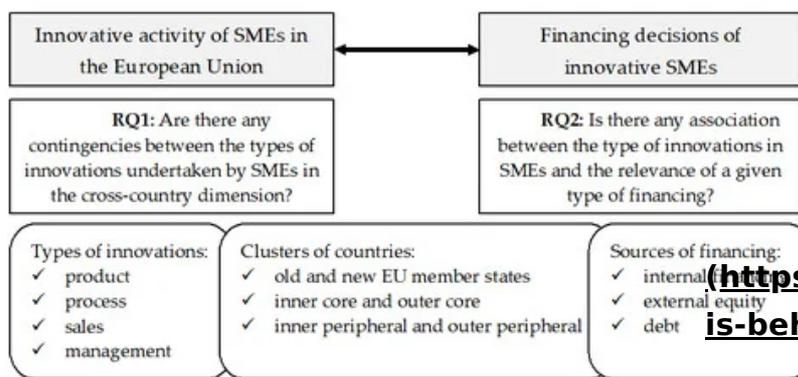 Innovative activity of SMEs in
the European Union
Financing decisions of
innovative SMEs
RQ1: Are there any
contingencies between the types of
innovations undertaken by SMEs in
the cross-country dimension?
RQ2: Is there any association
between the type of innovations in
SMEs and the relevance of a given
type of financing?
Types of innovations:
✓ product
✓ process
✓ sales
✓ management
Clusters of countries:
✓ old and new EU member states
✓ inner core and outer core
✓ inner peripheral and outer peripheral
Sources of financing:
✓ internal
✓ external equity
✓ debt
(https
is-beh